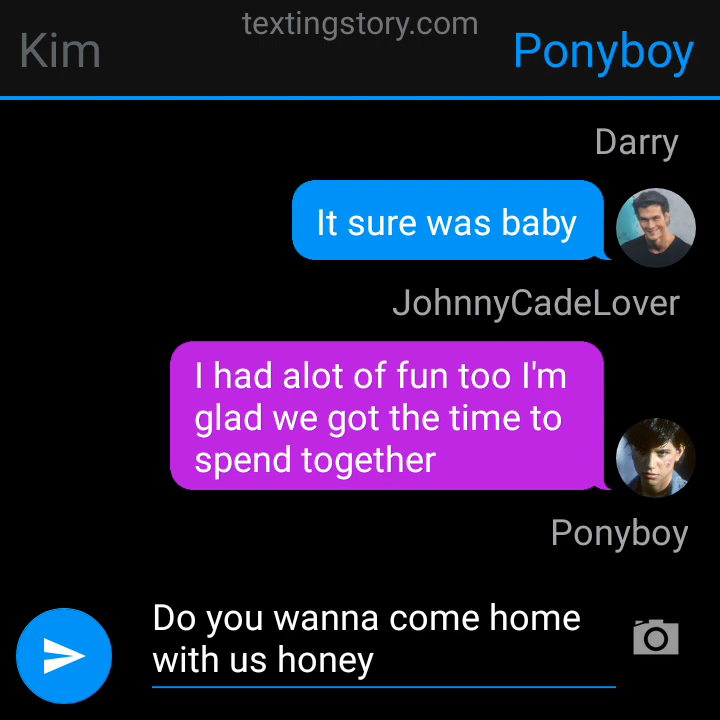 textingstory.com
Kim
Ponyboy
Darry
It sure was baby
JohnnyCadeLover
I had alot of fun too I'm
glad we got the time to
spend together
Ponyboy
Do you wanna come home
with us honey